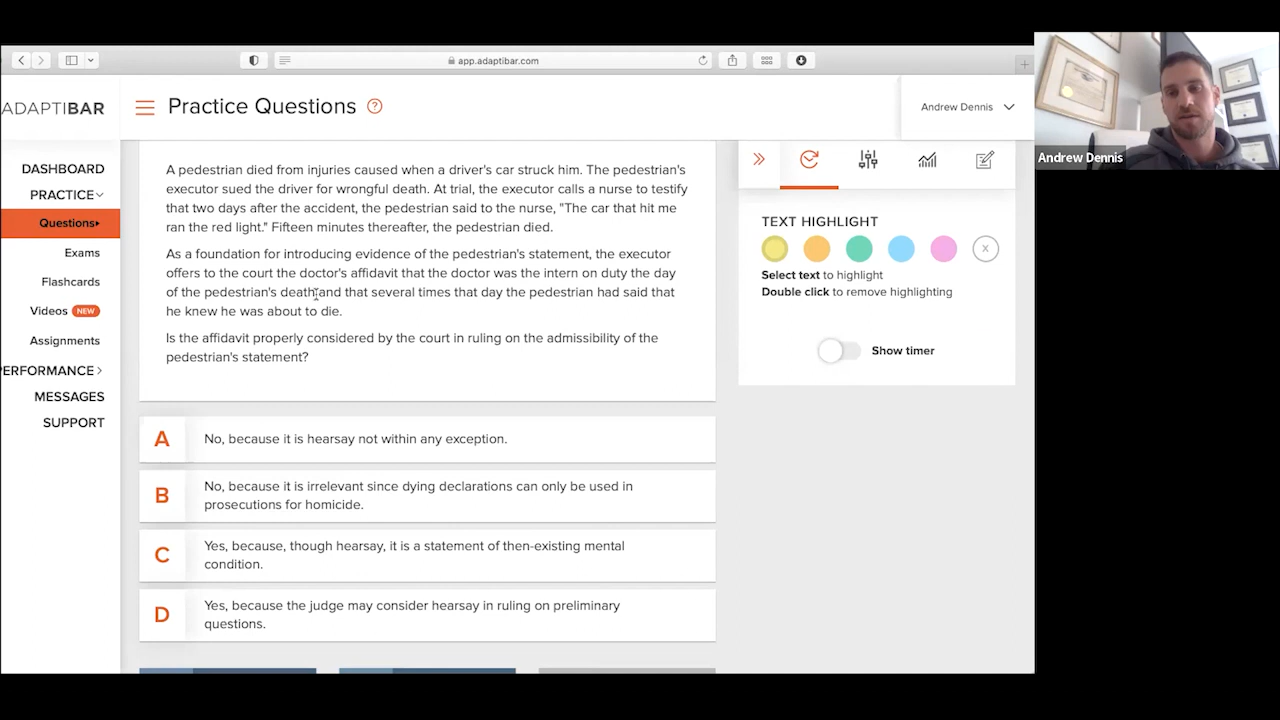 app.adaptibar.com
ADAPTIBAR
Practice Questions ?
Andrew Dennis
DASHBOARD
PRACTICE
Questions
Exams
Flashcards
Videos NEW
Assignments
PERFORMANCE
MESSAGES
SUPPORT
A pedestrian died from injuries caused when a driver's car struck him. The pedestrian's
executor sued the driver for wrongful death. At trial, the executor calls a nurse to testify
that two days after the accident, the pedestrian said to the nurse, "The car that hit me
ran the red light." Fifteen minutes thereafter, the pedestrian died.
As a foundation for introducing evidence of the pedestrian's statement, the executor
offers to the court the doctor's affidavit that the doctor was the intern on duty the day
of the pedestrian's death and that several times that day the pedestrian had said that
he knew he was about to die.
Is the affidavit properly considered by the court in ruling on the admissibility of the
pedestrian's statement?
A No, because it is hearsay not within any exception.
B No, because it is irrelevant since dying declarations can only be used in
prosecutions for homicide.
C Yes, because, though hearsay, it is a statement of then-existing mental
condition.
D Yes, because the judge may consider hearsay in ruling on preliminary
questions.
TEXT HIGHLIGHT
X
Select text to highlight
Double click to remove highlighting
Show timer
Andrew Dennis